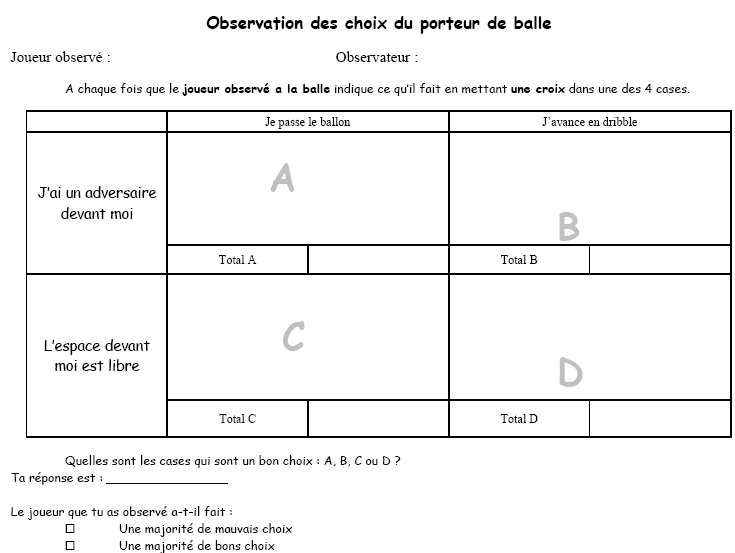 Observation des choix du porteur de balle
Joueur observé : Observateur :
A chaque fois que le joueur observé a la balle indique ce qu'il fait en mettant une croix dans une des 4 cases.
Je passe le ballon J'avance en dribble
J'ai un adversaire
devant moi
A
B
Total A Total B
L'espace devant
moi est libre
C
D
Total C Total D
Quelles sont les cases qui sont un bon choix : A, B, C ou D ?
Ta réponse est : _________________
Le joueur que tu as observé a-t-il fait :
□ Une majorité de mauvais choix
□ Une majorité de bons choix